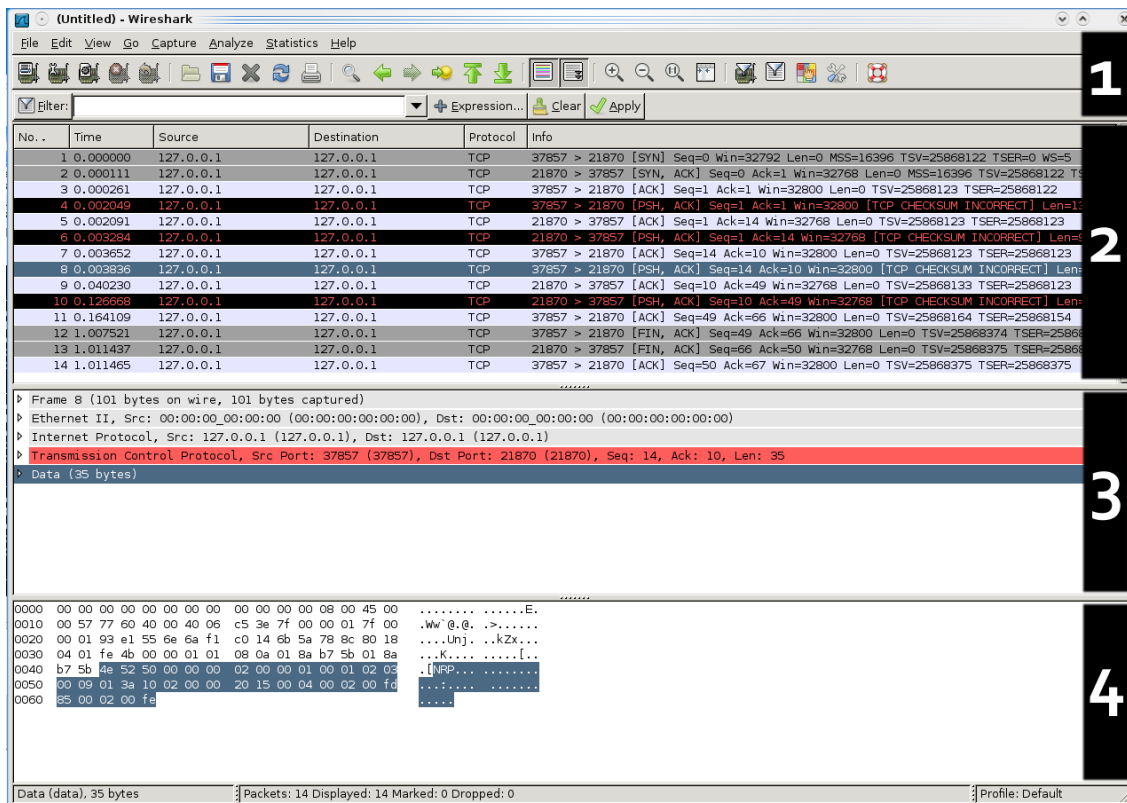 (Untitled) - Wireshark
File Edit View Go Capture Analyze Statistics Help
1
Filter: Expression... Clear Apply
No. . Time Source Destination Protocol Info
1 0.000000 127.0.0.1 127.0.0.1 TCP 37857 > 21870 [SYN] Seq=0 Win=32792 Len=0 MSS=16396 TSV=25868122 TSER=0 WS=5
2 0.000111 127.0.0.1 127.0.0.1 TCP 21870 > 37857 [SYN, ACK] Seq=0 Ack=1 Win=32768 Len=0 MSS=16396 TSV=25868122 TS
3 0.000261 127.0.0.1 127.0.0.1 TCP 37857 > 21870 [ACK] Seq=1 Ack=1 Win=32800 Len=0 TSV=25868123 TSER=25868122
4 0.002049 127.0.0.1 127.0.0.1 TCP 37857 > 21870 [PSH, ACK] Seq=1 Ack=1 Win=32800 [TCP CHECKSUM INCORRECT] Len=13
5 0.002091 127.0.0.1 127.0.0.1 TCP 21870 > 37857 [ACK] Seq=1 Ack=14 Win=32768 Len=0 TSV=25868123 TSER=25868123
2
6 0.003284 127.0.0.1 127.0.0.1 TCP 21870 > 37857 [PSH, ACK] Seq=1 Ack=14 Win=32768 [TCP CHECKSUM INCORRECT] Len=9
7 0.003652 127.0.0.1 127.0.0.1 TCP 37857 > 21870 [ACK] Seq=14 Ack=10 Win=32800 Len=0 TSV=25868123 TSER=25868123
8 0.003836 127.0.0.1 127.0.0.1 TCP 37857 > 21870 [PSH, ACK] Seq=14 Ack=10 Win=32800 [TCP CHECKSUM INCORRECT] Len=
9 0.040230 127.0.0.1 127.0.0.1 TCP 21870 > 37857 [ACK] Seq=10 Ack=49 Win=32768 Len=0 TSV=25868133 TSER=25868123
10 0.126668 127.0.0.1 127.0.0.1 TCP 21870 > 37857 [PSH, ACK] Seq=10 Ack=49 Win=32768 [TCP CHECKSUM INCORRECT] Len=
11 0.164109 127.0.0.1 127.0.0.1 TCP 37857 > 21870 [ACK] Seq=49 Ack=66 Win=32800 Len=0 TSV=25868164 TSER=25868154
12 1.007521 127.0.0.1 127.0.0.1 TCP 37857 > 21870 [FIN, ACK] Seq=49 Ack=66 Win=32800 Len=0 TSV=25868374 TSER=25868
13 1.011437 127.0.0.1 127.0.0.1 TCP 21870 > 37857 [FIN, ACK] Seq=66 Ack=50 Win=32768 Len=0 TSV=25868375 TSER=25868
14 1.011465 127.0.0.1 127.0.0.1 TCP 37857 > 21870 [ACK] Seq=50 Ack=67 Win=32800 Len=0 TSV=25868375 TSER=25868375
Frame 8 (101 bytes on wire, 101 bytes captured)
Ethernet II, Src: 00:00:00_00:00:00 (00:00:00:00:00:00), Dst: 00:00:00_00:00:00 (00:00:00:00:00:00)
Internet Protocol, Src: 127.0.0.1 (127.0.0.1), Dst: 127.0.0.1 (127.0.0.1)
Transmission Control Protocol, Src Port: 37857 (37857), Dst Port: 21870 (21870), Seq: 14, Ack: 10, Len: 35
Data (35 bytes)
3
0000 00 00 00 00 00 00 00 00 00 00 00 00 08 00 45 00 ........ ......E.
0010 00 57 77 60 40 00 40 06 c5 3e 7f 00 00 01 7f 00 .Ww`@.@. .>......
0020 00 01 93 e1 55 6e 6a f1 c0 14 6b 5a 78 8c 80 18 ....Unj. ..kZx...
0030 04 01 fe 4b 00 00 01 01 08 0a 01 8a b7 5b 01 8a ...K.... .....[..
0040 b7 5b 4e 52 50 00 00 00 02 00 00 01 00 01 02 03 .[NRP... ........
0050 00 09 01 3a 10 02 00 00 20 15 00 04 00 02 00 fd ...:.... .......
0060 85 00 02 00 fe .....
4
Data (data), 35 bytes Packets: 14 Displayed: 14 Marked: 0 Dropped: 0 Profile: Default